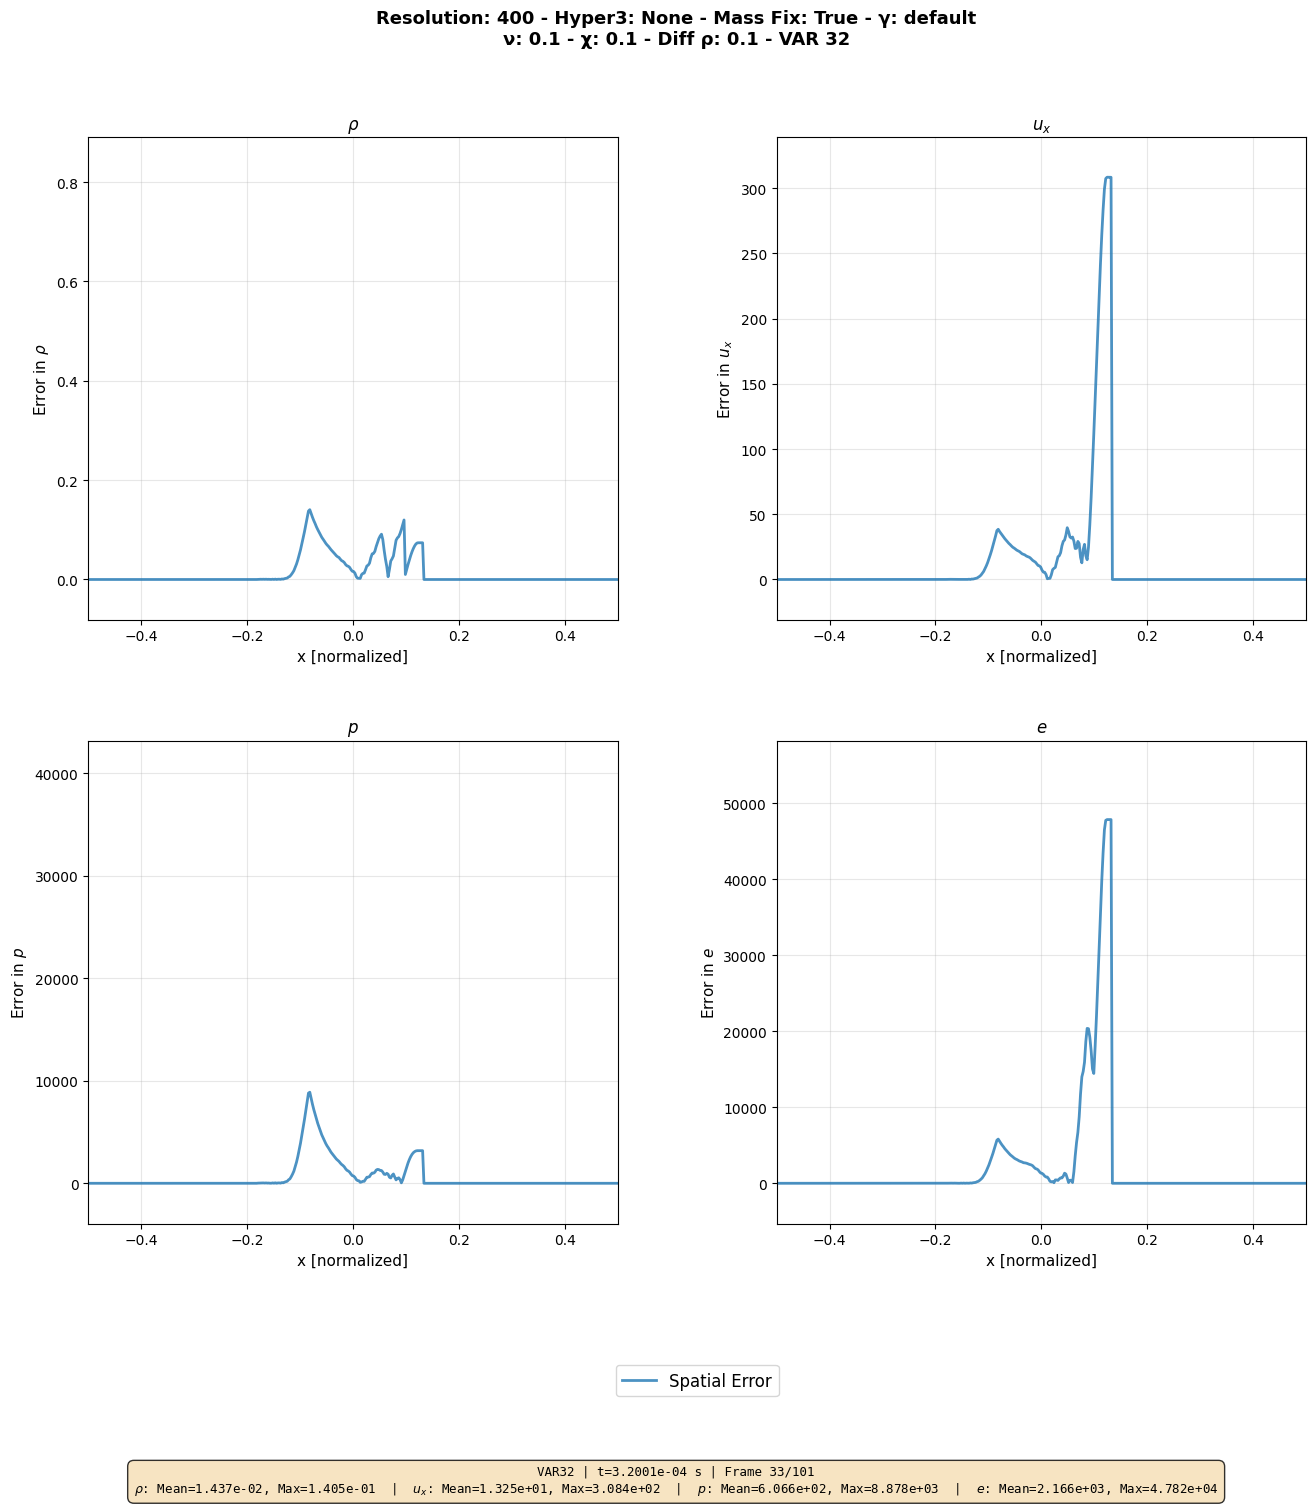 Resolution: 400 - Hyper3: None - Mass Fix: True - γ: default
ν: 0.1 - χ: 0.1 - Diff ρ: 0.1 - VAR 32
ρ
Error in ρ
0.8
0.6
0.4
0.2
0.0
−0.4
−0.2
0.0
0.2
0.4
x [normalized]
u_x
Error in u_x
300
250
200
150
100
50
0
−0.4
−0.2
0.0
0.2
0.4
x [normalized]
p
Error in p
40000
30000
20000
10000
0
−0.4
−0.2
0.0
0.2
0.4
x [normalized]
e
Error in e
50000
40000
30000
20000
10000
0
−0.4
−0.2
0.0
0.2
0.4
x [normalized]
Spatial Error
VAR32 | t=3.2001e-04 s | Frame 33/101
ρ: Mean=1.437e-02, Max=1.405e-01 | u_x: Mean=1.325e+01, Max=3.084e+02 | p: Mean=6.066e+02, Max=8.878e+03 | e: Mean=2.166e+03, Max=4.782e+04